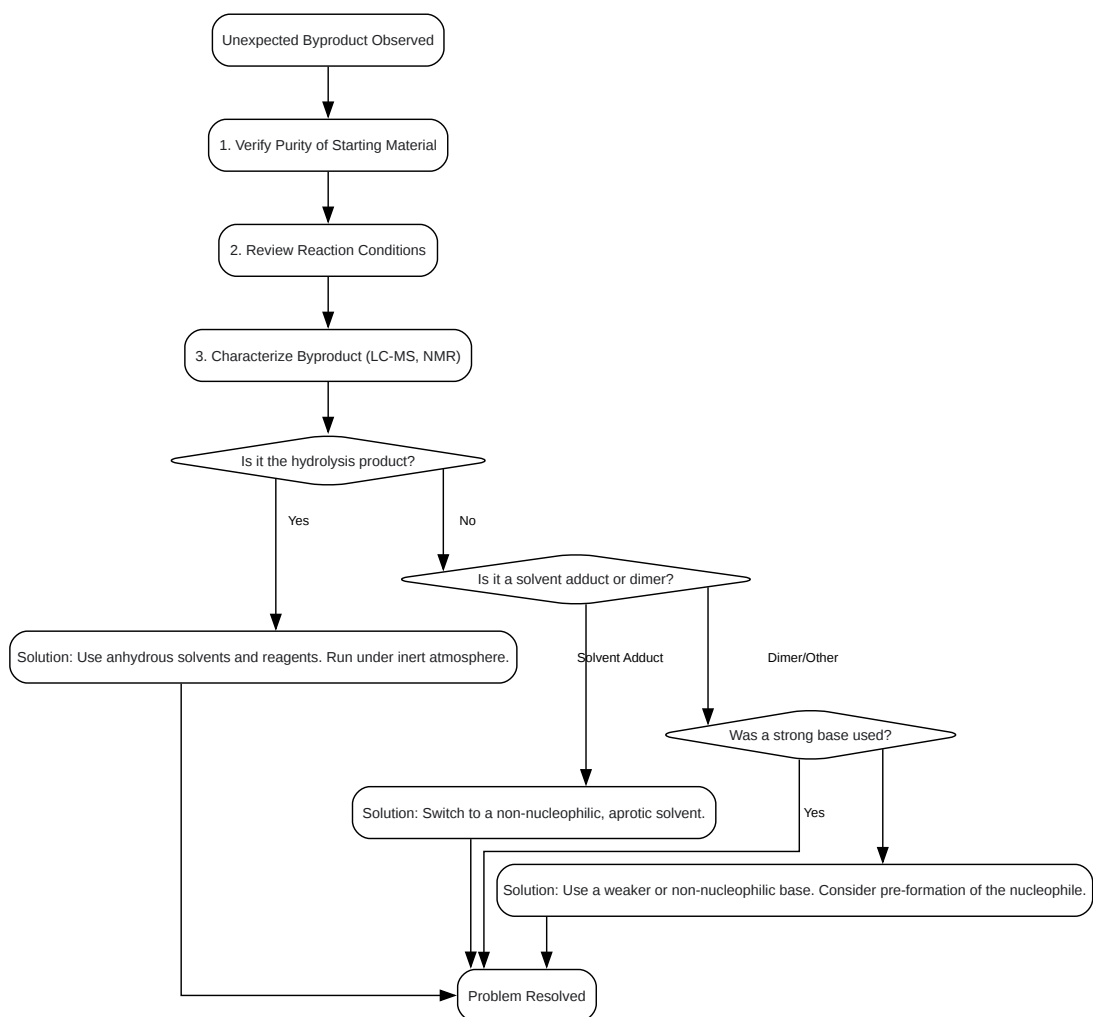 Unexpected Byproduct Observed
1. Verify Purity of Starting Material
2. Review Reaction Conditions
3. Characterize Byproduct (LC-MS, NMR)
Is it the hydrolysis product?
Yes
No
Is it a solvent adduct or dimer?
Solution: Use anhydrous solvents and reagents. Run under inert atmosphere.
Solvent Adduct
Dimer/Other
Was a strong base used?
Solution: Switch to a non-nucleophilic, aprotic solvent.
Yes
Solution: Use a weaker or non-nucleophilic base. Consider pre-formation of the nucleophile.
Problem Resolved